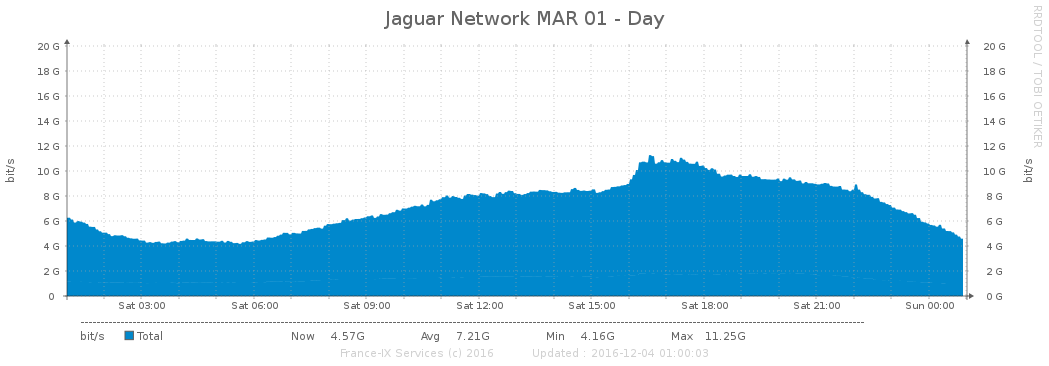 Jaguar Network MAR 01 - Day
RRDTOOL / TOBI OETIKER
bit/s
20 G 20 G
18 G 18 G
16 G 16 G
14 G 14 G
12 G 12 G
10 G 10 G
8 G 8 G
6 G 6 G
4 G 4 G
2 G 2 G
0 0 G
bit/s
Sat 03:00 Sat 06:00 Sat 09:00 Sat 12:00 Sat 15:00 Sat 18:00 Sat 21:00 Sun 00:00
bit/s Total Now 4.57G Avg 7.21G Min 4.16G Max 11.25G
France-IX Services (c) 2016 Updated : 2016-12-04 01:00:03